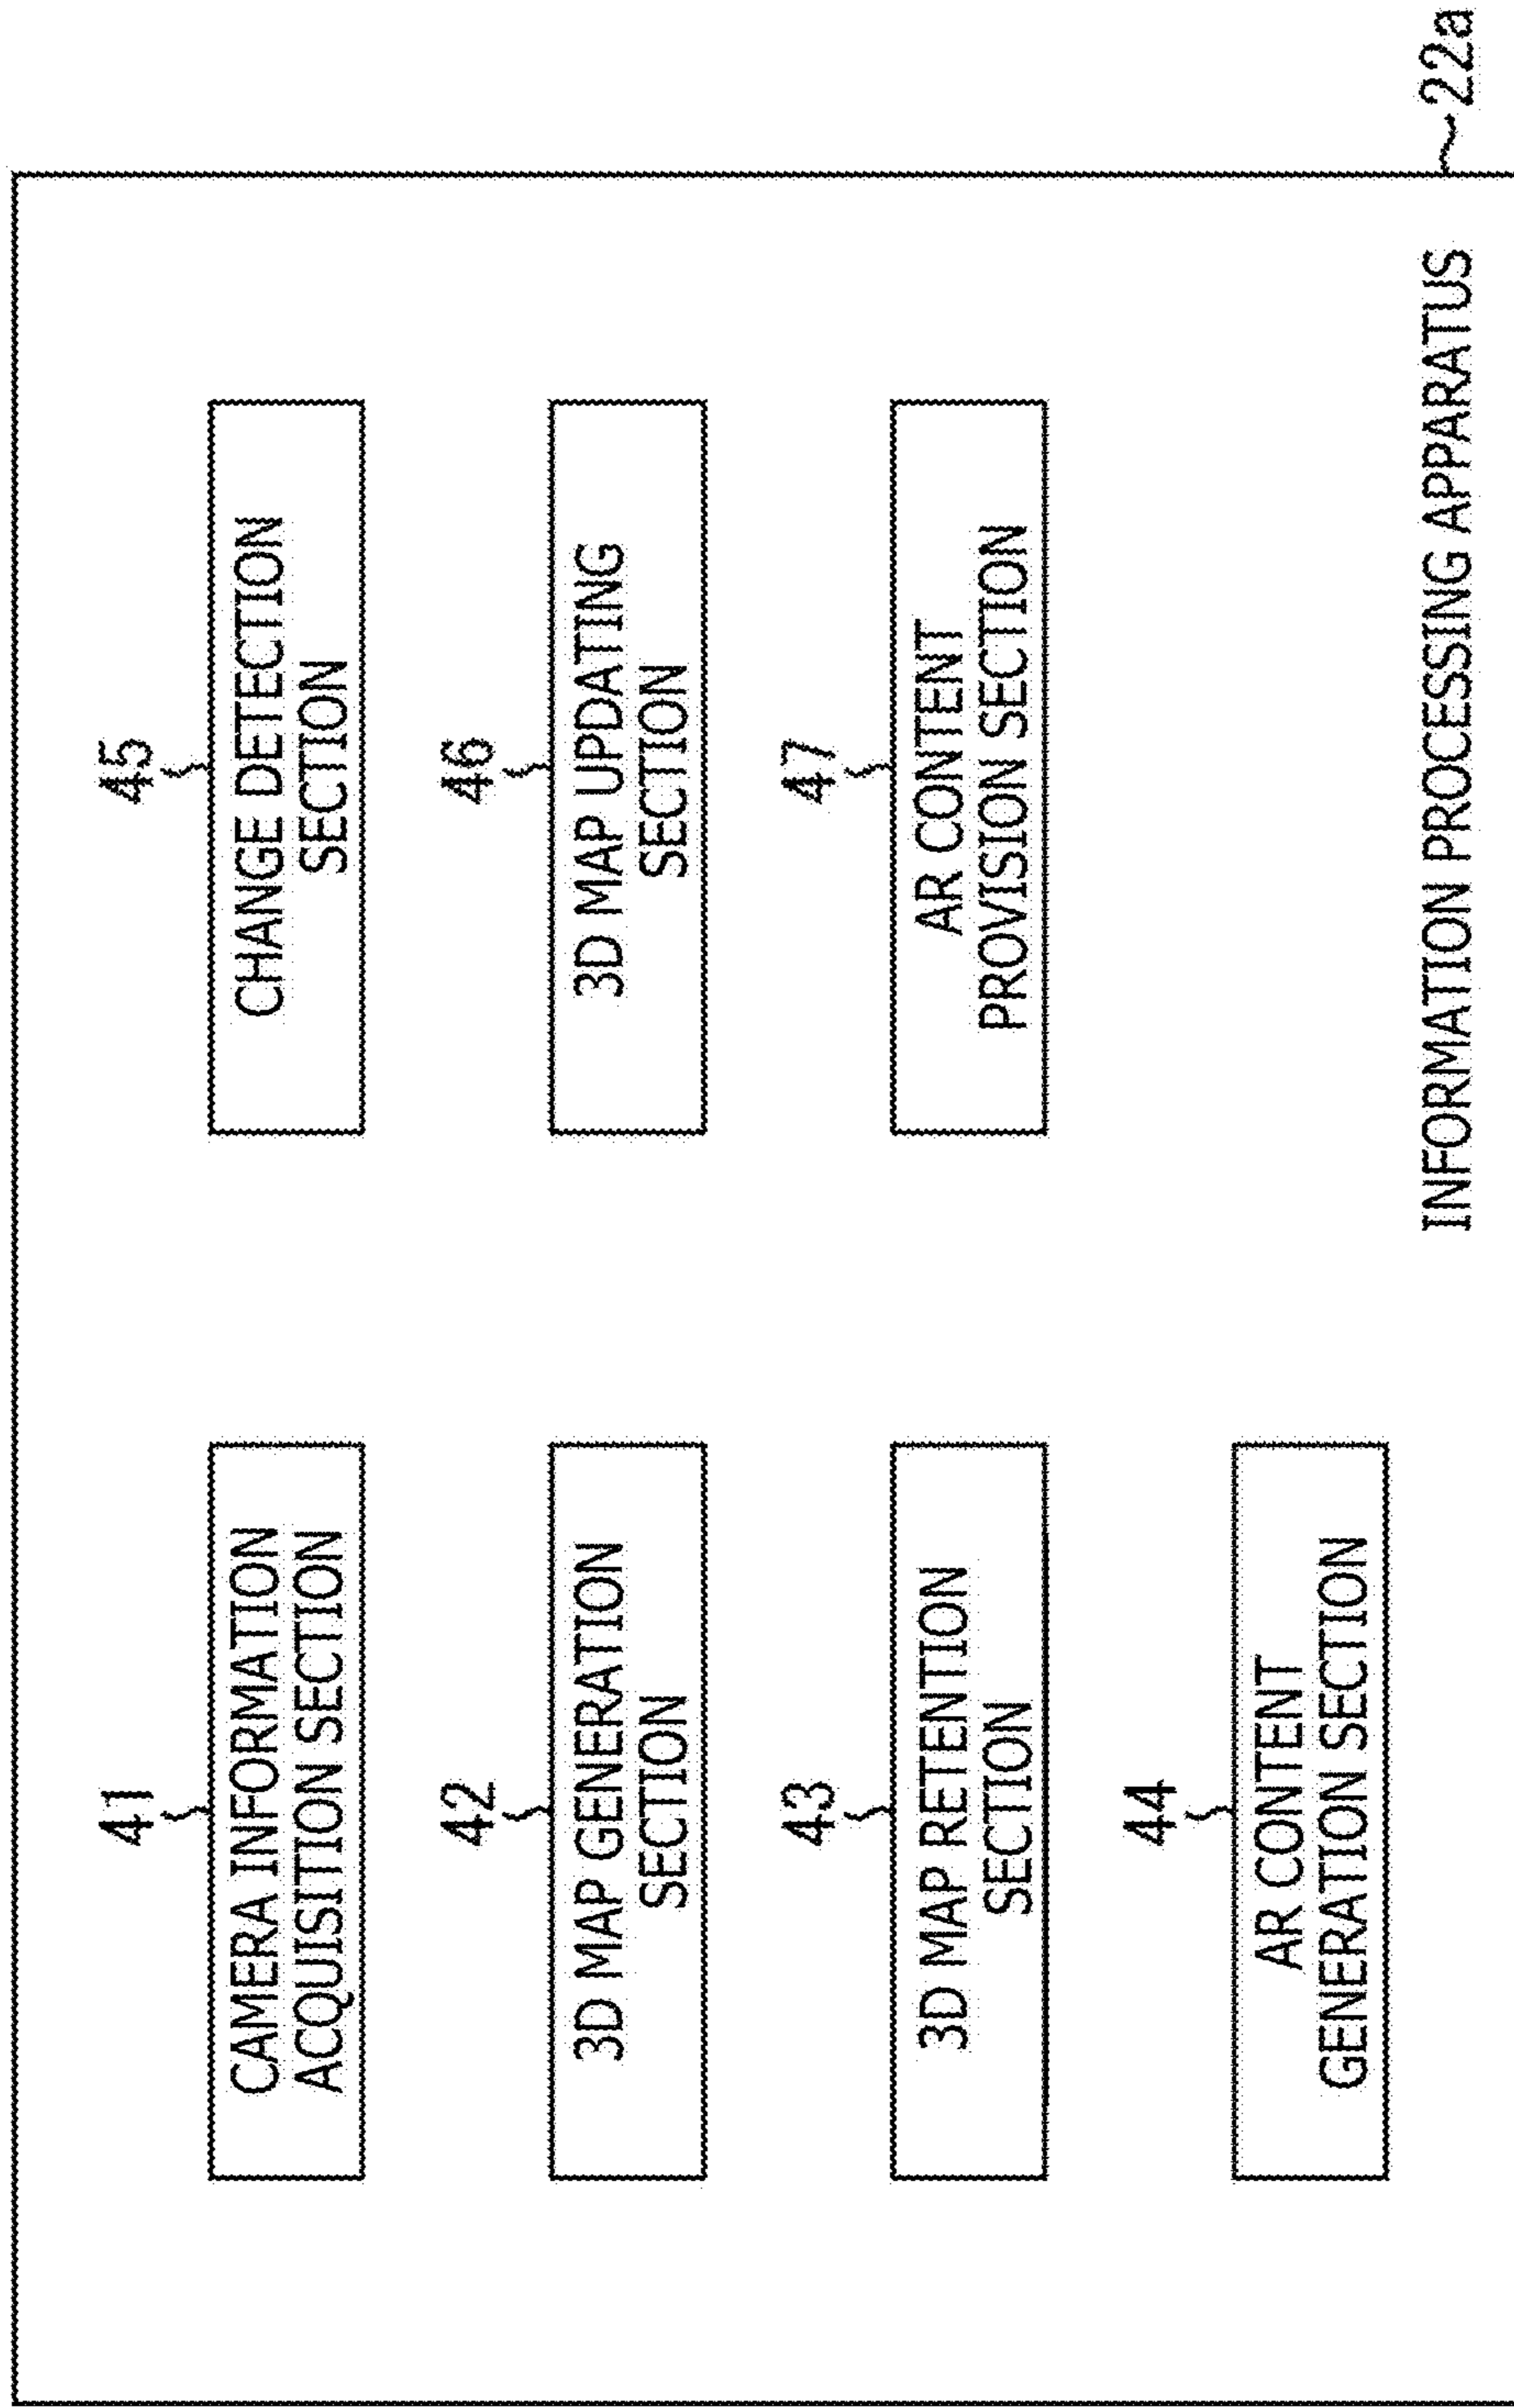 41
CAMERA INFORMATION
ACQUISITION SECTION
42
3D MAP GENERATION
SECTION
43
3D MAP RETENTION
SECTION
44
AR CONTENT
GENERATION SECTION
45
CHANGE DETECTION
SECTION
46
3D MAP UPDATING
SECTION
47
AR CONTENT
PROVISION SECTION
INFORMATION PROCESSING APPARATUS
22a